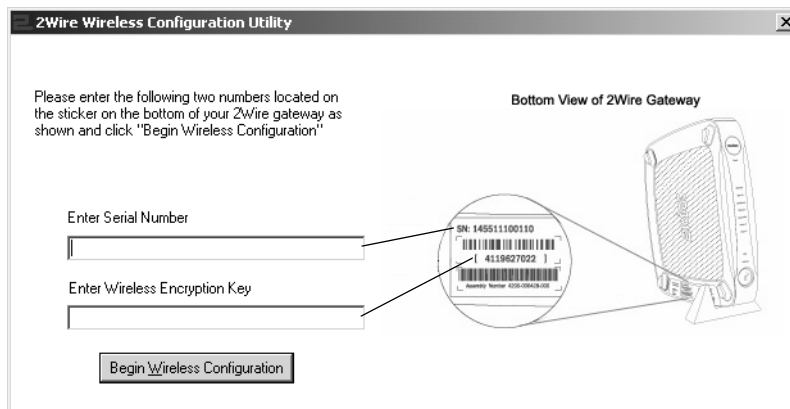 2Wire Wireless Configuration Utility
Please enter the following two numbers located on
the sticker on the bottom of your 2Wire gateway as
shown and click "Begin Wireless Configuration"
Bottom View of 2Wire Gateway
Enter Serial Number
SN: 145511100110
[ 4119627022 ]
Enter Wireless Encryption Key
Begin Wireless Configuration